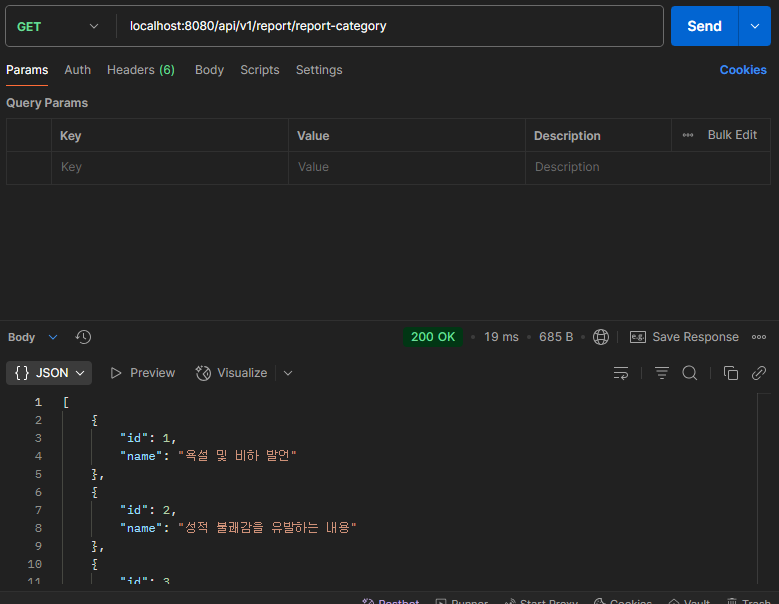 GET localhost:8080/api/v1/report/report-category Send
Params Auth Headers (6) Body Scripts Settings Cookies
Query Params
Key Value Description Bulk Edit
Key Value Description
Body 200 OK 19 ms 685 B e.g. Save Response
{} JSON Preview Visualize
1 [
2 {
3 "id": 1,
4 "name": "욕설 및 비하 발언"
5 },
6 {
7 "id": 2,
8 "name": "성적 불쾌감을 유발하는 내용"
9 },
10 {
11 "id": 3
Postbot Runner Start Proxy Cookies Vault Trash